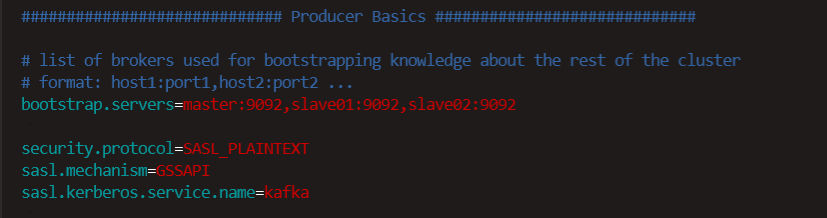 ############################# Producer Basics #############################
# list of brokers used for bootstrapping knowledge about the rest of the cluster
# format: host1:port1,host2:port2 ...
bootstrap.servers=master:9092,slave01:9092,slave02:9092
security.protocol=SASL_PLAINTEXT
sasl.mechanism=GSSAPI
sasl.kerberos.service.name=kafka